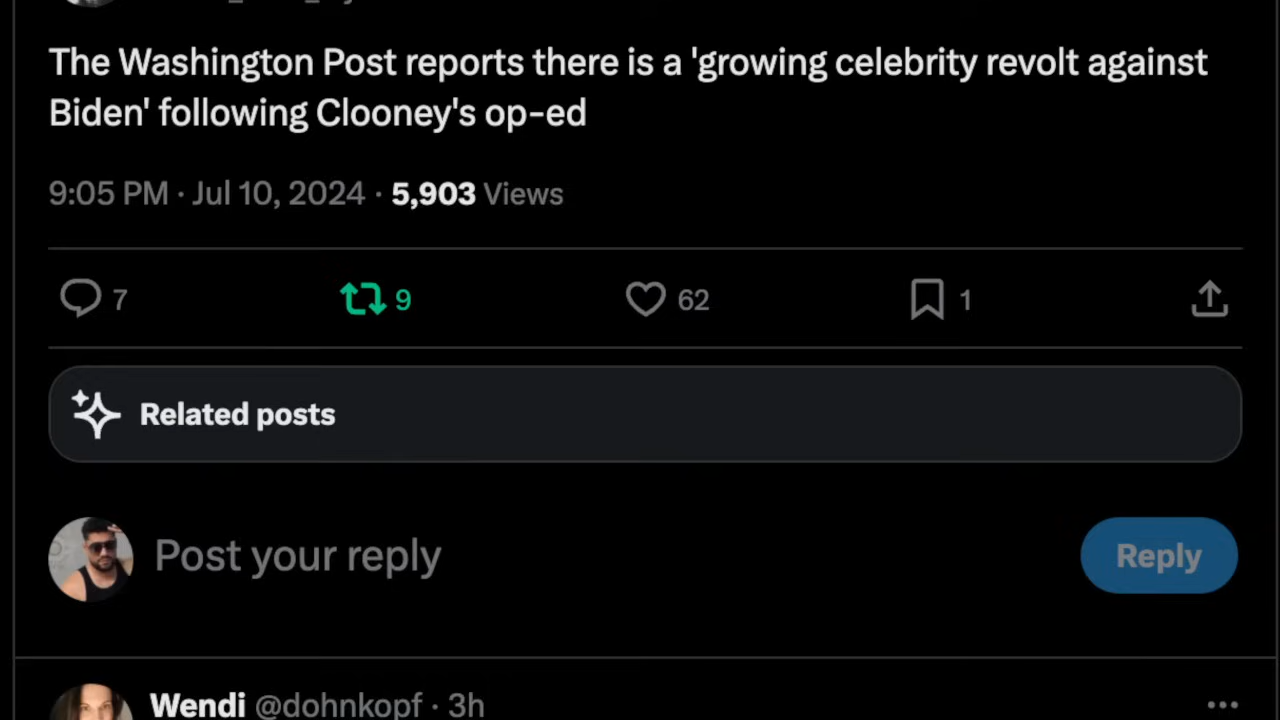 The Washington Post reports there is a 'growing celebrity revolt against
Biden' following Clooney's op-ed
9:05 PM · Jul 10, 2024 · 5,903 Views
7 9 62 1
Related posts
Post your reply Reply
Wendi @dohnkopf · 3h